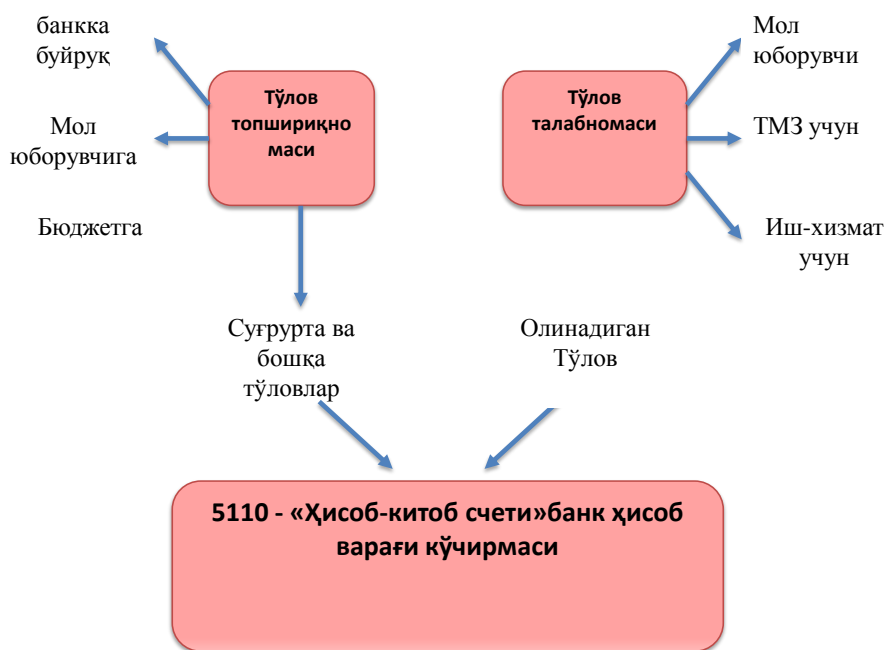 банкка
буйруқ
Мол
юборувчига
Бюджетга
Тўлов
топшириқно
маси
Тўлов
талабномаси
Мол
юборувчи
ТМЗ учун
Иш-хизмат
учун
Суғрурта ва
бошқа
тўловлар
Олинадиган
Тўлов
5110 - «Ҳисоб-китоб счети»банк ҳисоб
варағи кўчирмаси